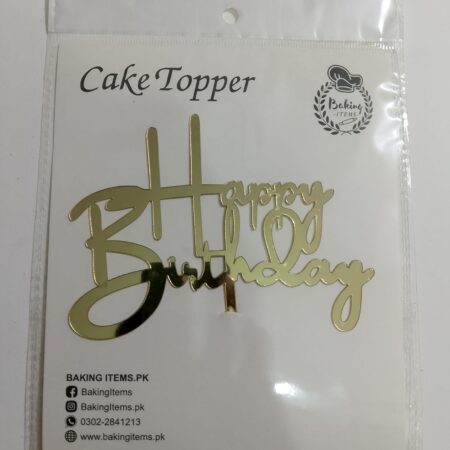 Cake Topper
Baking
ITEMS
Happy
Birthday
BAKING ITEMS.PK
BakingItems
BakingItems.pk
0302-2841213
www.bakingitems.pk